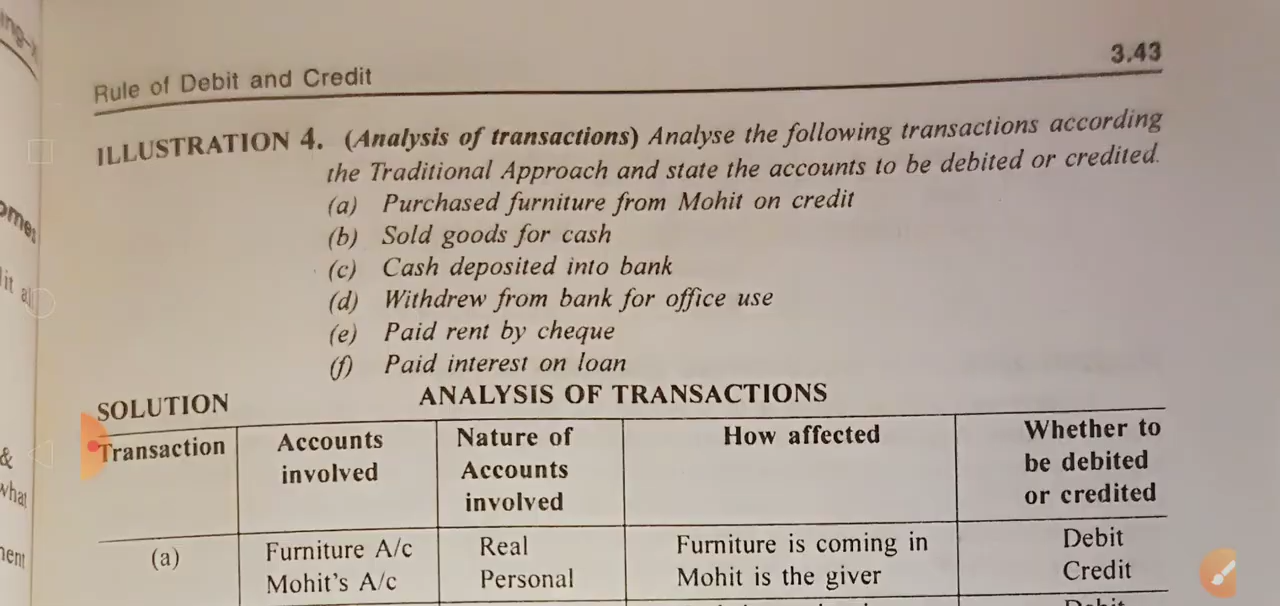 Rule of Debit and Credit
3.43
ILLUSTRATION 4. (Analysis of transactions) Analyse the following transactions according
the Traditional Approach and state the accounts to be debited or credited.
(a) Purchased furniture from Mohit on credit
(b) Sold goods for cash
(c) Cash deposited into bank
(d) Withdrew from bank for office use
(e) Paid rent by cheque
(f) Paid interest on loan
SOLUTION
ANALYSIS OF TRANSACTIONS
Transaction
Accounts
involved
Nature of
Accounts
involved
How affected
Whether to
be debited
or credited
(a)
Furniture A/c
Mohit's A/c
Real
Personal
Furniture is coming in
Mohit is the giver
Debit
Credit